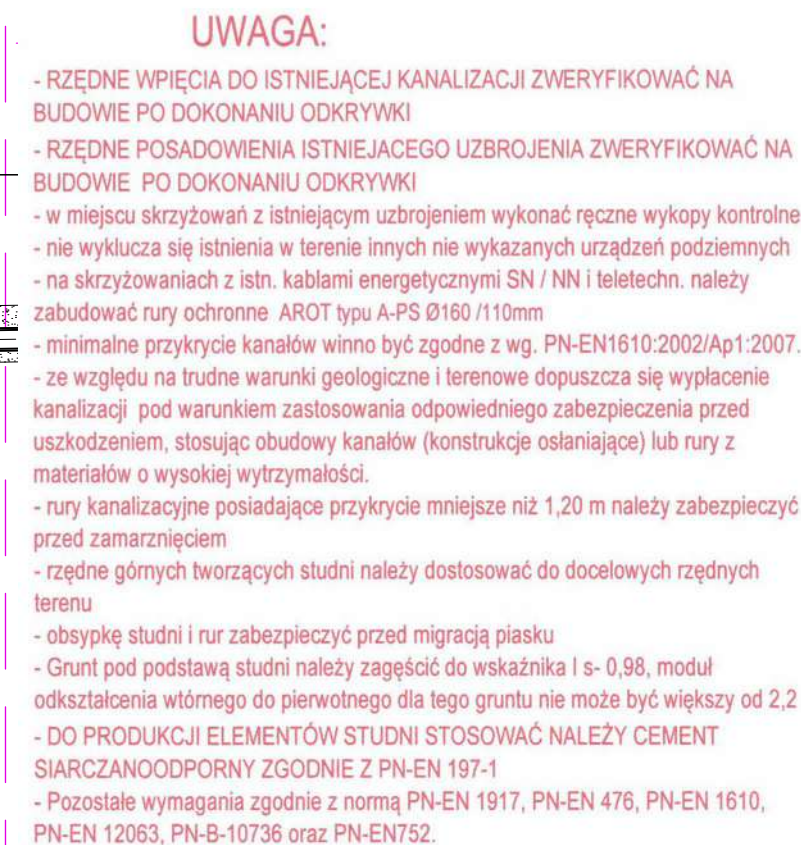 UWAGA:
- RZĘDNE WPIĘCIA DO ISTNIEJĄCEJ KANALIZACJI ZWERYFIKOWAĆ NA
BUDOWIE PO DOKONANIU ODKRYWKI
- RZĘDNE POSADOWIENIA ISTNIEJACEGO UZBROJENIA ZWERYFIKOWAĆ NA
BUDOWIE PO DOKONANIU ODKRYWKI
- w miejscu skrzyżowań z istniejącym uzbrojeniem wykonać ręczne wykopy kontrolne
- nie wyklucza się istnienia w terenie innych nie wykazanych urządzeń podziemnych
- na skrzyżowaniach z istn. kablami energetycznymi SN / NN i teletechn. należy
zabudować rury ochronne AROT typu A-PS Ø160 /110mm
- minimalne przykrycie kanałów winno być zgodne z wg. PN-EN1610:2002/Ap1:2007.
- ze względu na trudne warunki geologiczne i terenowe dopuszcza się wypłacenie
kanalizacji pod warunkiem zastosowania odpowiedniego zabezpieczenia przed
uszkodzeniem, stosując obudowy kanałów (konstrukcje osłaniające) lub rury z
materiałów o wysokiej wytrzymałości.
- rury kanalizacyjne posiadające przykrycie mniejsze niż 1,20 m należy zabezpieczyć
przed zamarznięciem
- rzędne górnych tworzących studni należy dostosować do docelowych rzędnych
terenu
- obsypkę studni i rur zabezpieczyć przed migracją piasku
- Grunt pod podstawą studni należy zagęścić do wskaźnika I s- 0,98, moduł
odkształcenia wtórnego do pierwotnego dla tego gruntu nie może być większy od 2,2
- DO PRODUKCJI ELEMENTÓW STUDNI STOSOWAĆ NALEŻY CEMENT
SIARCZANOODPORNY ZGODNIE Z PN-EN 197-1
- Pozostałe wymagania zgodnie z normą PN-EN 1917, PN-EN 476, PN-EN 1610,
PN-EN 12063, PN-B-10736 oraz PN-EN752.